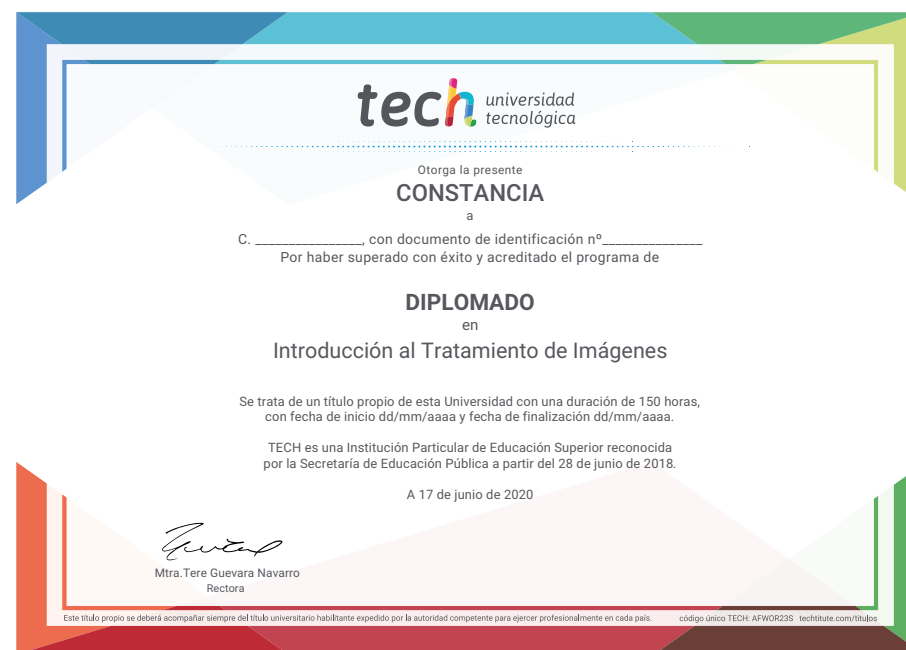 tech universidad
tecnológica
Otorga la presente
CONSTANCIA
a
C. ________________, con documento de identificación nº_______________
Por haber superado con éxito y acreditado el programa de
DIPLOMADO
en
Introducción al Tratamiento de Imágenes
Se trata de un título propio de esta Universidad con una duración de 150 horas,
con fecha de inicio dd/mm/aaaa y fecha de finalización dd/mm/aaaa.
TECH es una Institución Particular de Educación Superior reconocida
por la Secretaría de Educación Pública a partir del 28 de junio de 2018.
A 17 de junio de 2020
Mtra.Tere Guevara Navarro
Rectora
Este título propio se deberá acompañar siempre del título universitario habilitante expedido por la autoridad competente para ejercer profesionalmente en cada país. código único TECH: AFWOR23S techtitute.com/titulos